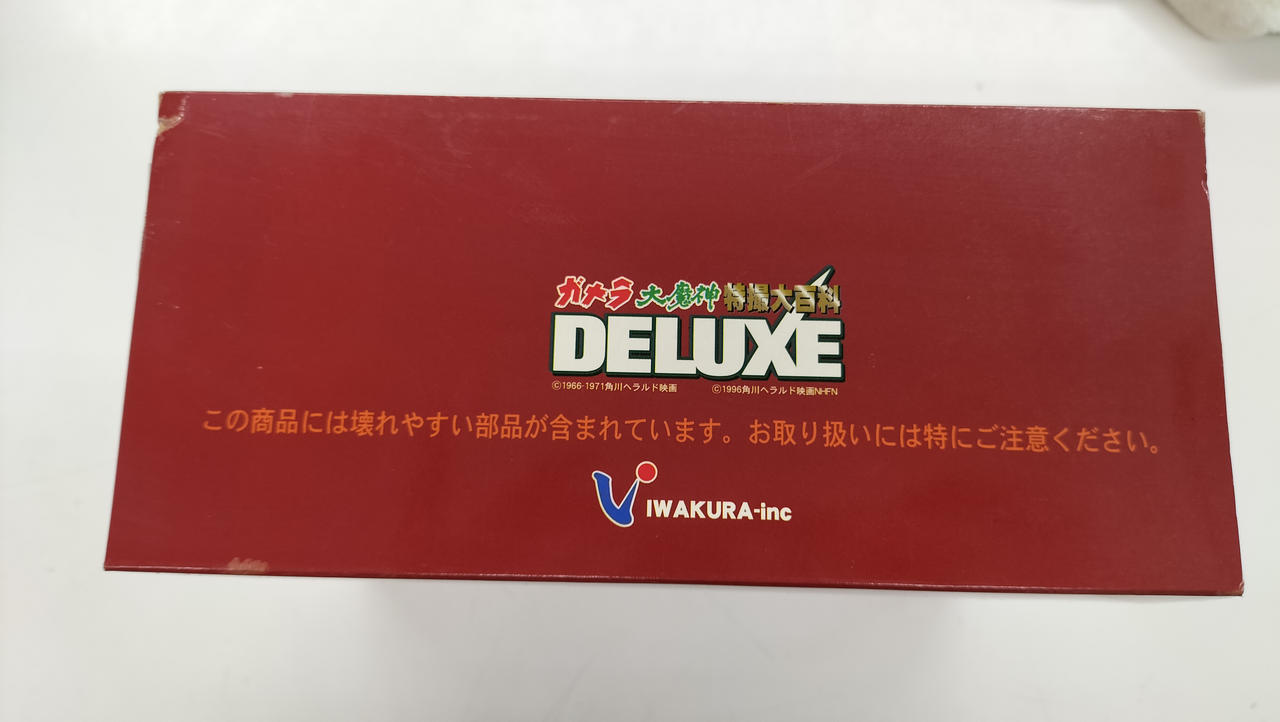 ガメラ 大魔神 特撮大百科
DELUXE
©1966-1971角川ヘラルド映画 ©1996角川ヘラルド映画NHFN
この商品には壊れやすい部品が含まれています。お取り扱いには特にご注意ください。
IWAKURA-inc